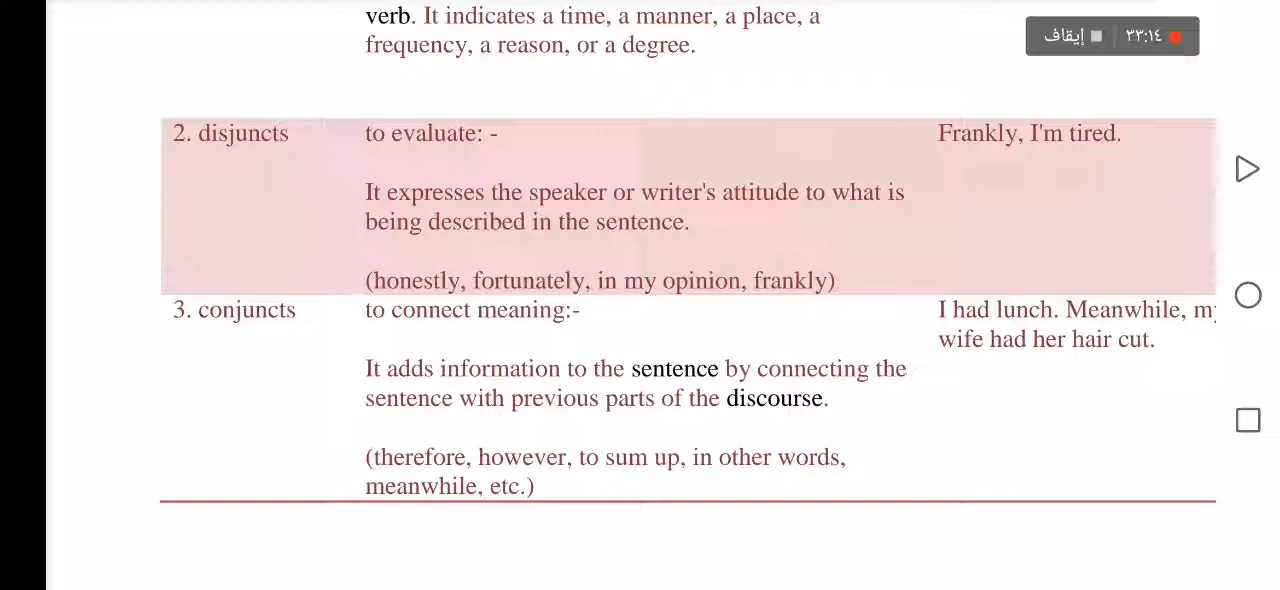 verb. It indicates a time, a manner, a place, a
frequency, a reason, or a degree.
إيقاف ٣٣:١٤
2. disjuncts
to evaluate: -
Frankly, I'm tired.
It expresses the speaker or writer's attitude to what is
being described in the sentence.
(honestly, fortunately, in my opinion, frankly)
3. conjuncts
to connect meaning:-
I had lunch. Meanwhile, my
wife had her hair cut.
It adds information to the sentence by connecting the
sentence with previous parts of the discourse.
(therefore, however, to sum up, in other words,
meanwhile, etc.)